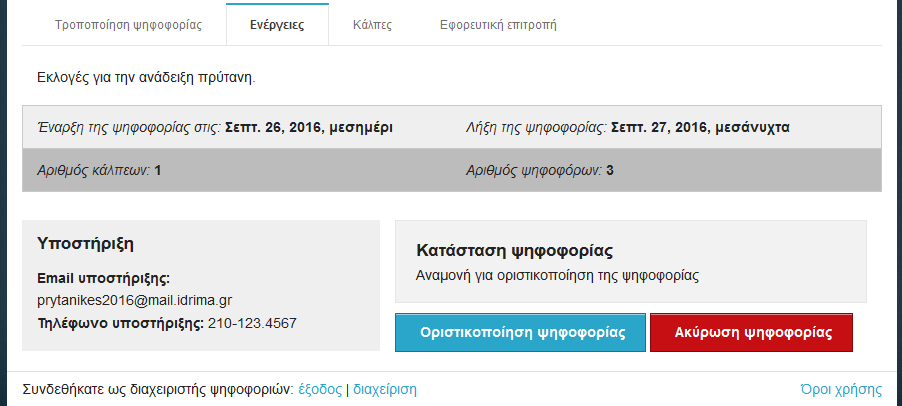 Τροποποίηση ψηφοφορίας Ενέργειες Κάλπες Εφορευτική επιτροπή
Εκλογές για την ανάδειξη πρύτανη.
Έναρξη της ψηφοφορίας στις: Σεπτ. 26, 2016, μεσημέρι Λήξη της ψηφοφορίας: Σεπτ. 27, 2016, μεσάνυχτα
Αριθμός κάλπεων: 1 Αριθμός ψηφοφόρων: 3
Υποστήριξη
Email υποστήριξης:
prytanikes2016@mail.idrima.gr
Τηλέφωνο υποστήριξης: 210-123.4567
Κατάσταση ψηφοφορίας
Αναμονή για οριστικοποίηση της ψηφοφορίας
Οριστικοποίηση ψηφοφορίας Ακύρωση ψηφοφορίας
Συνδεθήκατε ως διαχειριστής ψηφοφοριών: έξοδος | διαχείριση Όροι χρήσης